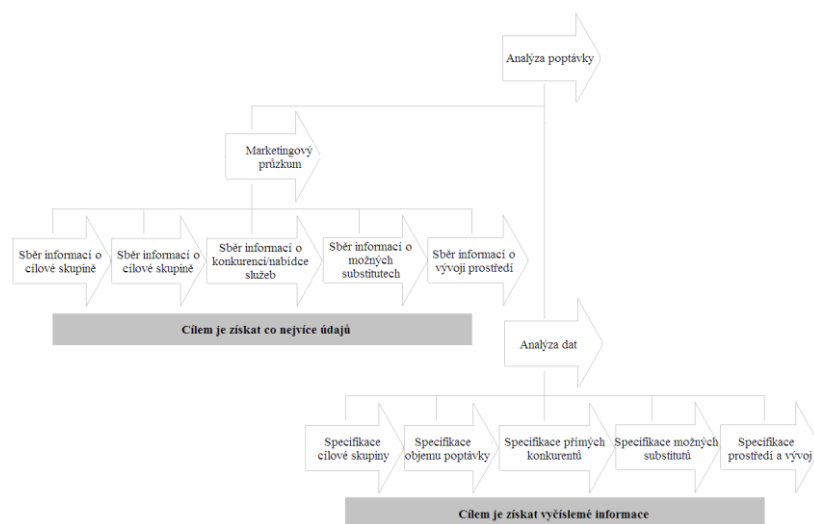 Analýza poptávky
Marketingový
průzkum
Sběr informací o
cílové skupině
Sběr informací o
cílové skupině
Sběr informací o
konkurenci/nabídce
služeb
Sběr informací o
možných
substitutech
Sběr informací o
vývoji prostředí
Cílem je získat co nejvíce údajů
Analýza dat
Specifikace
cílové skupiny
Specifikace
objemu poptávky
Specifikace přímých
konkurentů
Specifikace možných
substitutů
Specifikace
prostředí a vývoj
Cílem je získat vyčíslemé informace